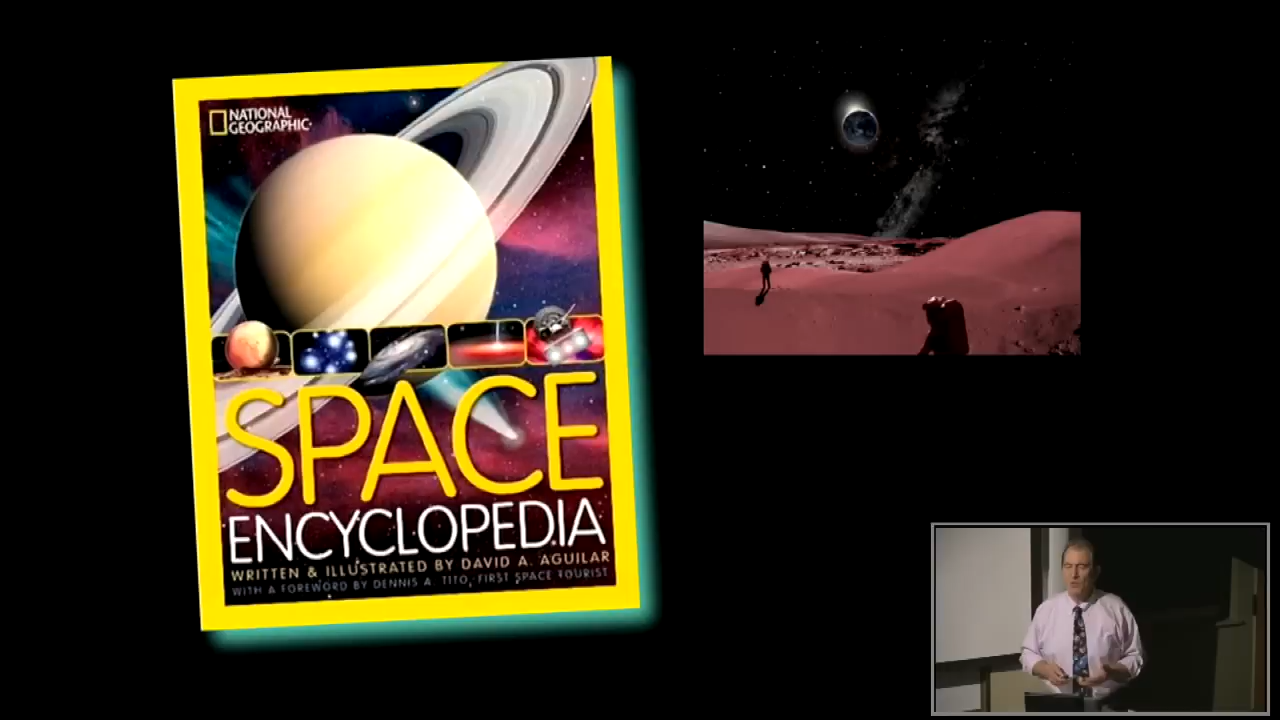 NATIONAL
GEOGRAPHIC
SPACE
ENCYCLOPEDIA
WRITTEN & ILLUSTRATED BY DAVID A. AGUILAR
WITH A FOREWORD BY DENNIS A. TITO, FIRST SPACE TOURIST